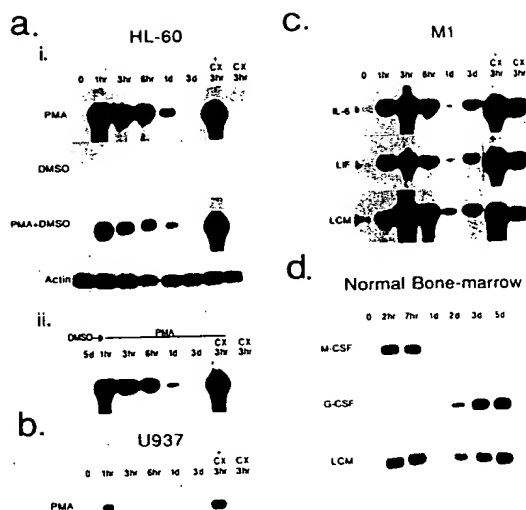 a.
HL-60
i.
+
CX CX
0 1hr 3hr 6hr 1d 3d 3hr 3hr
PMA
DMSO
PMA+DMSO
Actin
ii.
DMSO PMA
CX CX
5d 1hr 3hr 6hr 1d 3d 3hr 3hr
b.
U937
+
CX CX
0 1hr 3hr 6hr 1d 3d 3hr 3hr
PMA
c.
M1
+
CX CX
0 1hr 3hr 6hr 1d 3d 3hr 3hr
IL-6
LIF
LCM
d.
Normal Bone-marrow
0 2hr 7hr 1d 2d 3d 5d
M-CSF
G-CSF
LCM